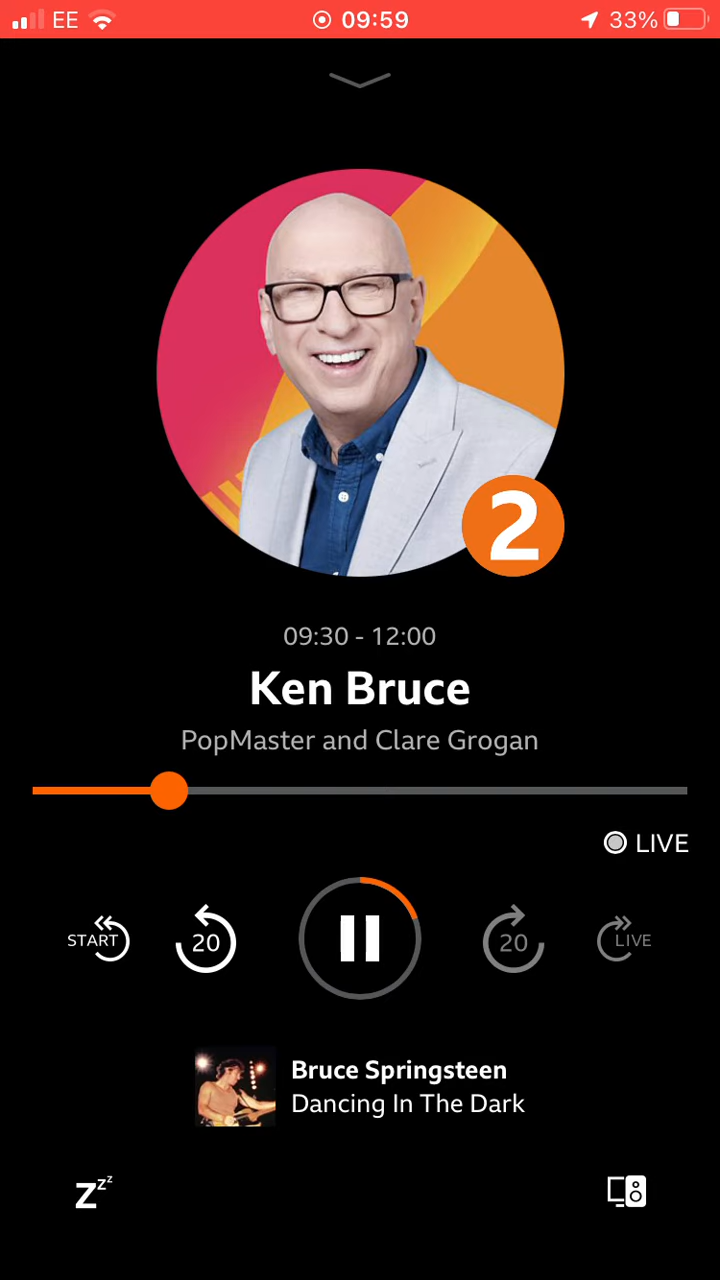 EE 09:59 33%
2
09:30 - 12:00
Ken Bruce
PopMaster and Clare Grogan
LIVE
START 20 20 LIVE
Bruce Springsteen
Dancing In The Dark
Zzz